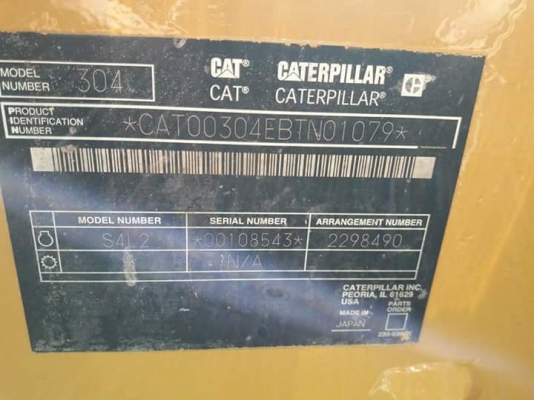 MODEL NUMBER 304
CAT® CATERPILLAR®
CAT® CATERPILLAR®
PRODUCT IDENTIFICATION NUMBER *CAT00304EBTN01079*
MODEL NUMBER SERIAL NUMBER ARRANGEMENT NUMBER
S4L2 *00108543* 2298490
N/A
CATERPILLAR INC.
PEORIA, IL 61629
USA
MADE IN
JAPAN
PARTS
ORDER